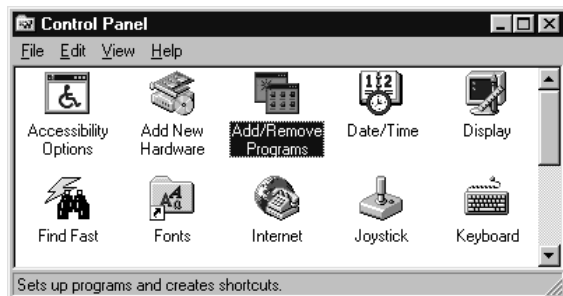 Control Panel
File Edit View Help
Accessibility Options
Add New Hardware
Add/Remove Programs
Date/Time
Display
Find Fast
Fonts
Internet
Joystick
Keyboard
Sets up programs and creates shortcuts.